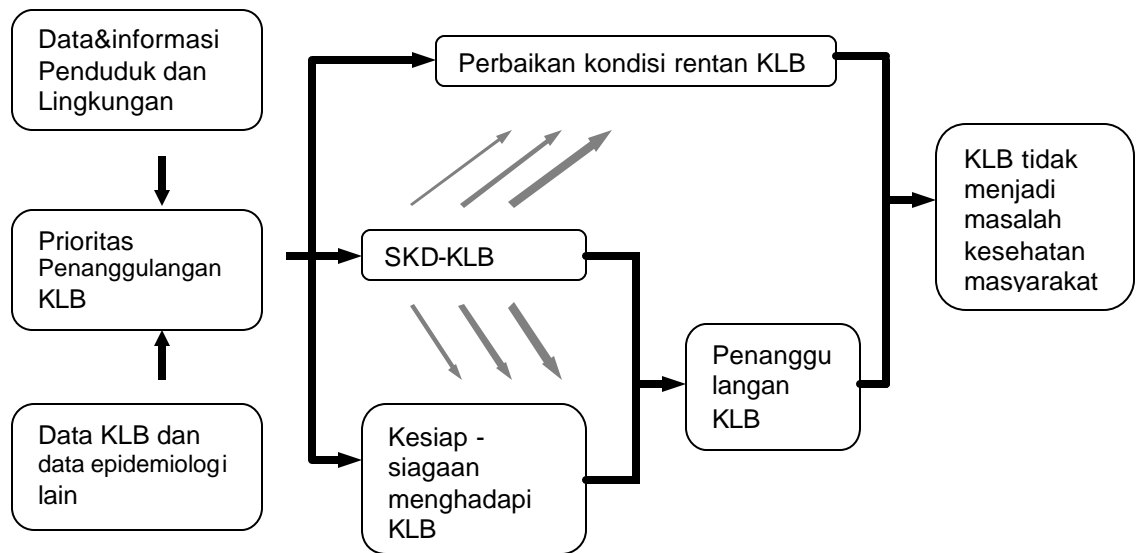 Data&informasi
Penduduk dan
Lingkungan
Prioritas
Penanggulangan
KLB
Data KLB dan
data epidemiologi
lain
Perbaikan kondisi rentan KLB
SKD-KLB
Kesiap -
siagaan
menghadapi
KLB
Penanggu
langan
KLB
KLB tidak
menjadi
masalah
kesehatan
masyarakat